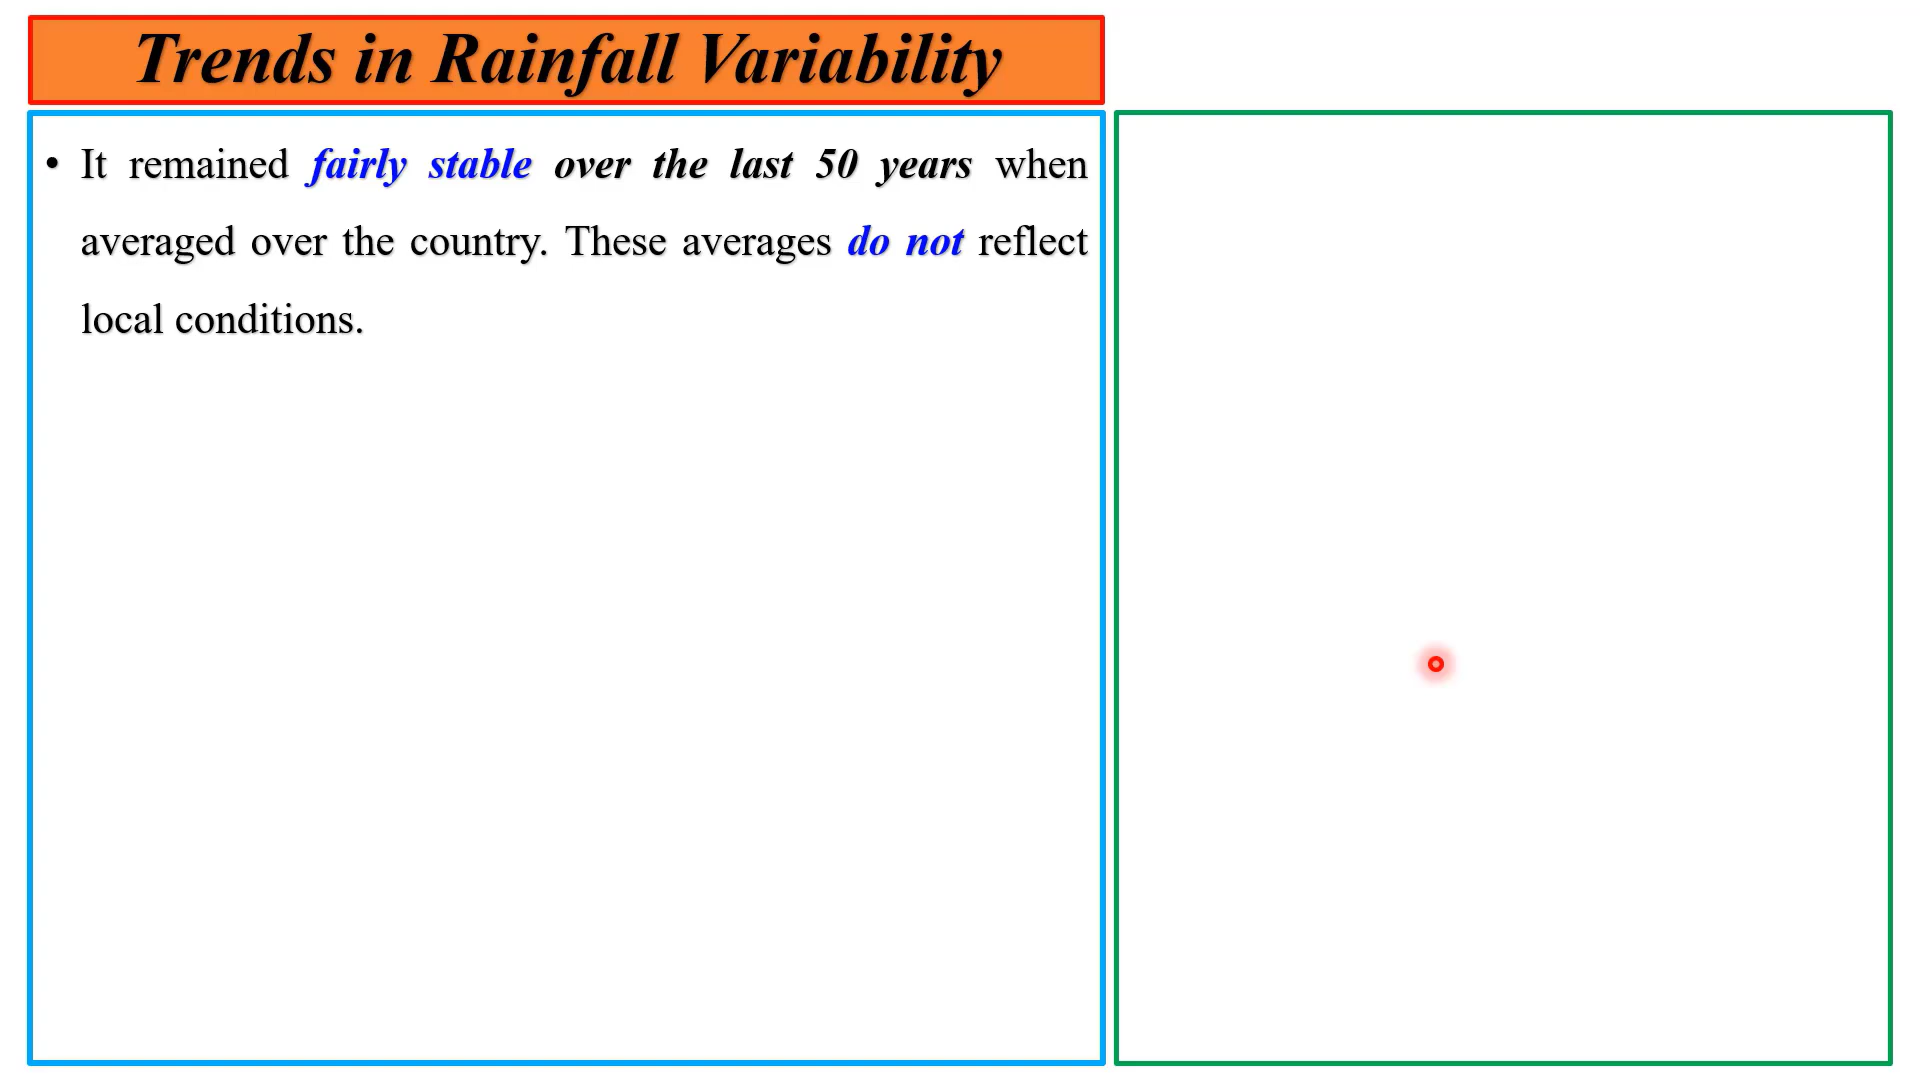 Trends in Rainfall Variability
• It remained fairly stable over the last 50 years when
averaged over the country. These averages do not reflect
local conditions.